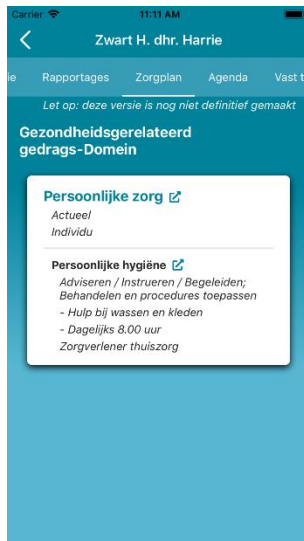 Carrier 11:11 AM
Zwart H. dhr. Harrie
ie Rapportages Zorgplan Agenda Vast t
Let op: deze versie is nog niet definitief gemaakt
Gezondheidsgerelateerd
gedrags-Domein
Persoonlijke zorg
Actueel
Individu
Persoonlijke hygiëne
Adviseren / Instrueren / Begeleiden;
Behandelen en procedures toepassen
- Hulp bij wassen en kleden
- Dagelijks 8.00 uur
Zorgverlener thuiszorg